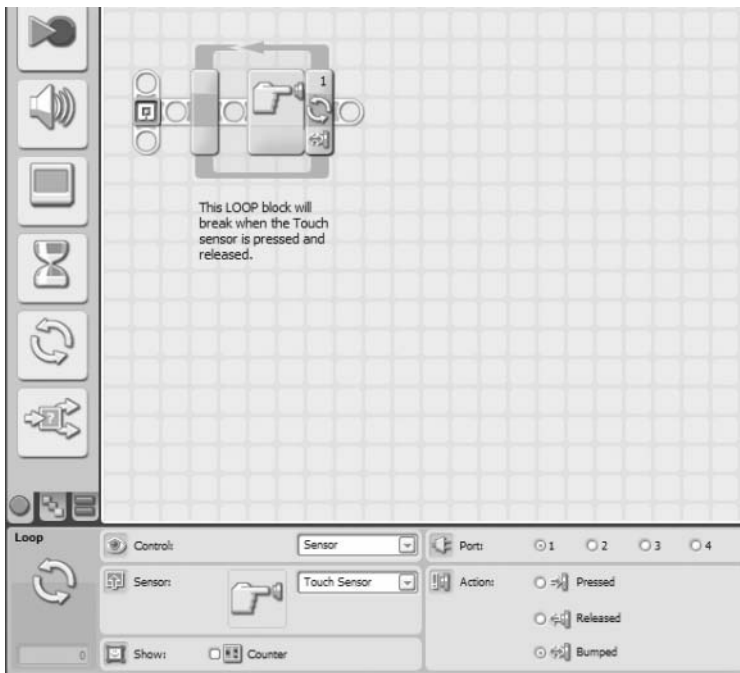 1
This LOOP block will
break when the Touch
sensor is pressed and
released.
Loop
0
Control: Sensor
Sensor: Touch Sensor
Show: Counter
Port: 1 2 3 4
Action: Pressed
Released
Bumped